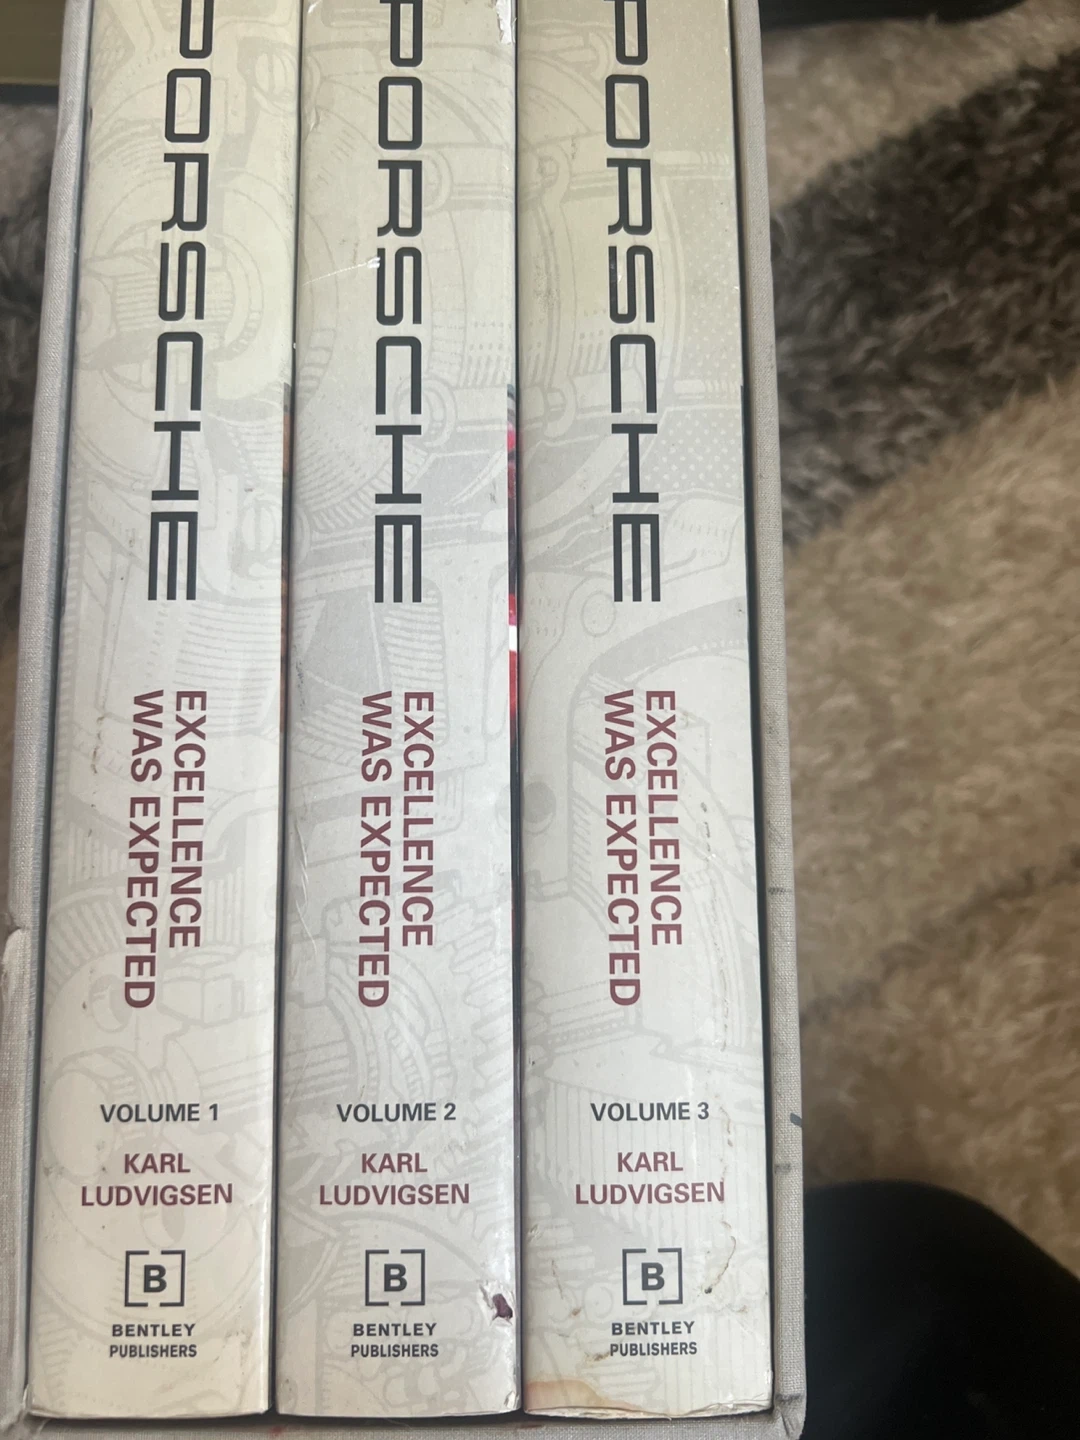 PORSCHE
EXCELLENCE
WAS EXPECTED
VOLUME 1
KARL
LUDVIGSEN
B
BENTLEY
PUBLISHERS
PORSCHE
EXCELLENCE
WAS EXPECTED
VOLUME 2
KARL
LUDVIGSEN
B
BENTLEY
PUBLISHERS
PORSCHE
EXCELLENCE
WAS EXPECTED
VOLUME 3
KARL
LUDVIGSEN
B
BENTLEY
PUBLISHERS